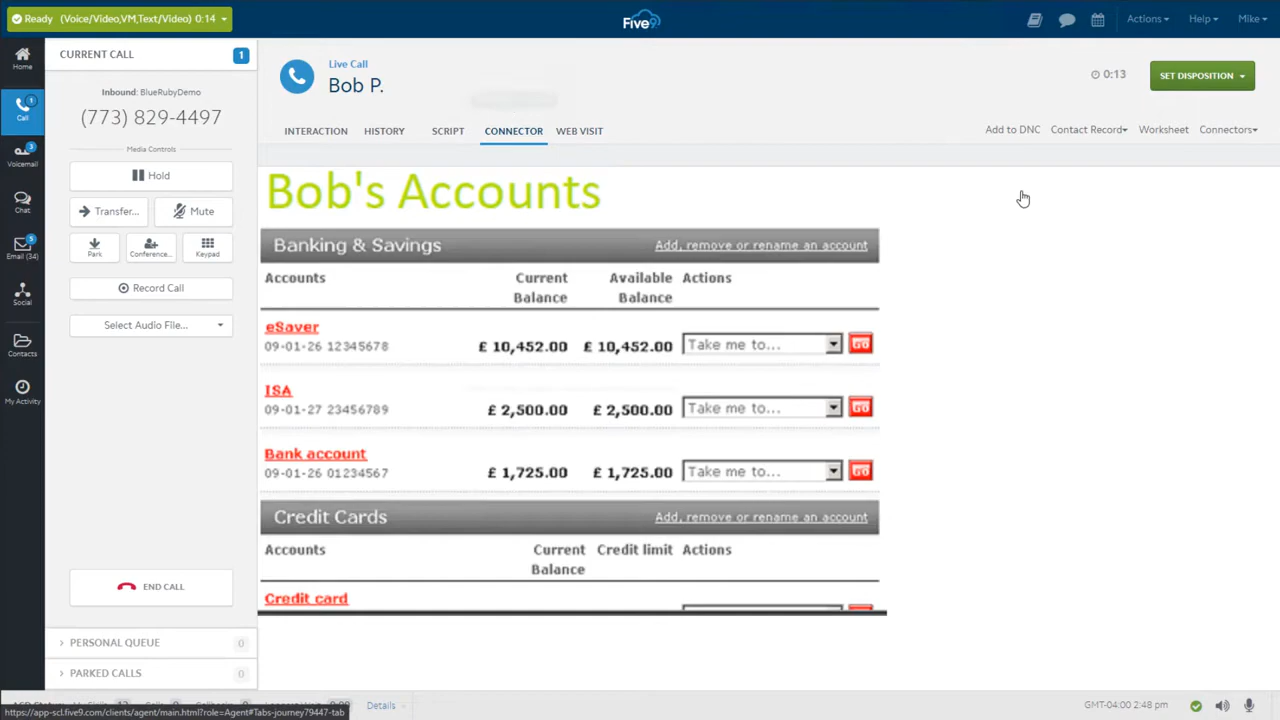 Ready (Voice/Video,VM,Text/Video) 0:14
Five9
Actions Help Mike
Home
CURRENT CALL 1
Live Call
Bob P.
0:13
SET DISPOSITION
1
Call
Inbound: BlueRubyDemo
(773) 829-4497
INTERACTION HISTORY SCRIPT CONNECTOR WEB VISIT
Add to DNC Contact Record Worksheet Connectors
Media Controls
3
Voicemail
Hold
Transfer... Mute
Chat
Park Conference... Keypad
5
Email (34)
Record Call
Social
Select Audio File...
Contacts
My Activity
Bob's Accounts
Banking & Savings Add, remove or rename an account
Accounts Current Balance Available Balance Actions
eSaver
09-01-26 12345678 £ 10,452.00 £ 10,452.00 Take me to... GO
ISA
09-01-27 23456789 £ 2,500.00 £ 2,500.00 Take me to... GO
Bank account
09-01-26 01234567 £ 1,725.00 £ 1,725.00 Take me to... GO
Credit Cards Add, remove or rename an account
Accounts Current Balance Credit limit Actions
Credit card
END CALL
PERSONAL QUEUE 0
PARKED CALLS 0
Details
GMT-04:00 2:48 pm
https://app-scl.five9.com/clients/agent/main.html?role=Agent#Tabs-journey79447-tab